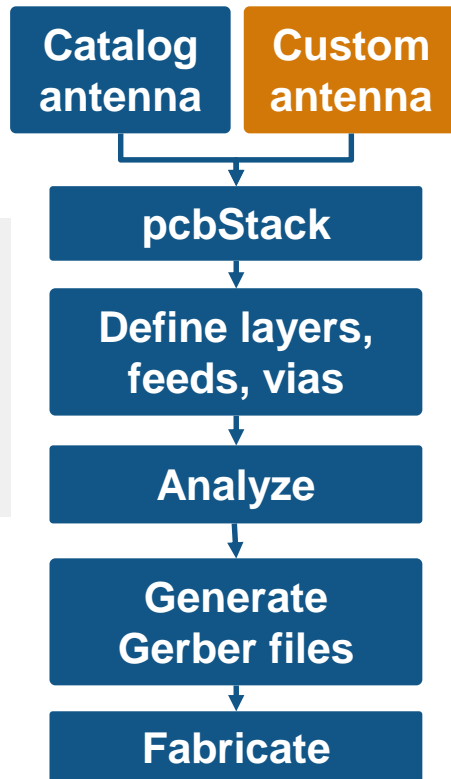 Catalog
antenna
Custom
antenna
pcbStack
Define layers,
feeds, vias
Analyze
Generate
Gerber files
Fabricate